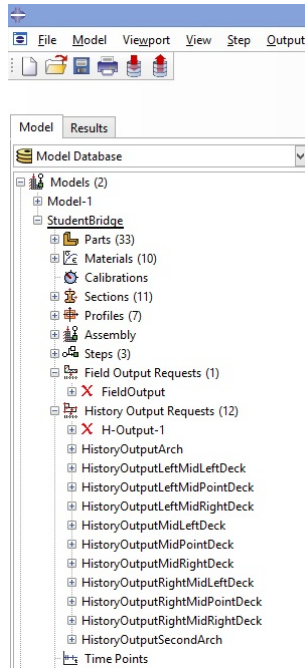 File Model Viewport View Step Output
Model Results
Model Database
Models (2)
Model-1
StudentBridge
Parts (33)
Materials (10)
Calibrations
Sections (11)
Profiles (7)
Assembly
Steps (3)
Field Output Requests (1)
FieldOutput
History Output Requests (12)
H-Output-1
HistoryOutputArch
HistoryOutputLeftMidLeftDeck
HistoryOutputLeftMidPointDeck
HistoryOutputLeftMidRightDeck
HistoryOutputMidLeftDeck
HistoryOutputMidPointDeck
HistoryOutputMidRightDeck
HistoryOutputRightMidLeftDeck
HistoryOutputRightMidPointDeck
HistoryOutputRightMidRightDeck
HistoryOutputSecondArch
Time Points